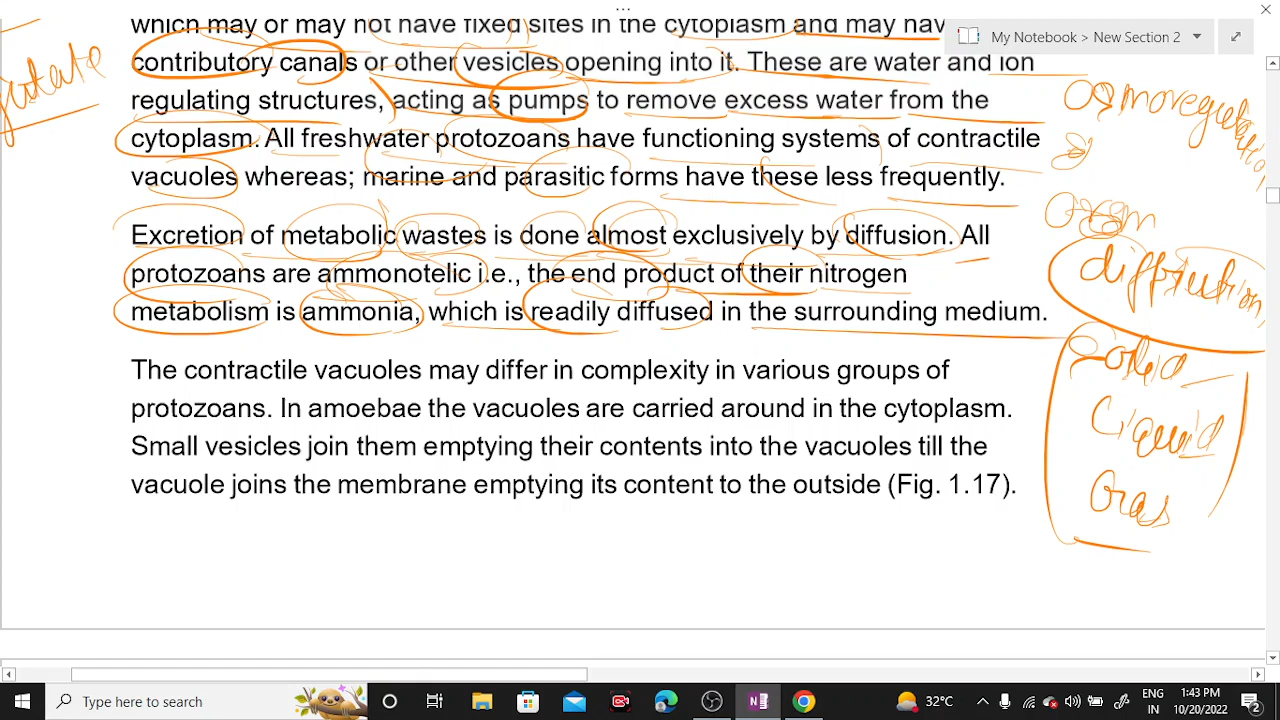 ...
which may or may not have fixed sites in the cytoplasm and may hav
My Notebook > New Section 2
contributory canals or other vesicles opening into it. These are water and ion
regulating structures, acting as pumps to remove excess water from the
cytoplasm. All freshwater protozoans have functioning systems of contractile
vacuoles whereas; marine and parasitic forms have these less frequently.
Excretion of metabolic wastes is done almost exclusively by diffusion. All
protozoans are ammonotelic i.e., the end product of their nitrogen
metabolism is ammonia, which is readily diffused in the surrounding medium.
diffusion
Solid
Liquid
Gas
The contractile vacuoles may differ in complexity in various groups of
protozoans. In amoebae the vacuoles are carried around in the cytoplasm.
Small vesicles join them emptying their contents into the vacuoles till the
vacuole joins the membrane emptying its content to the outside (Fig. 1.17).
Type here to search
32°C
ENG
IN
1:43 PM
10/20/2022
2